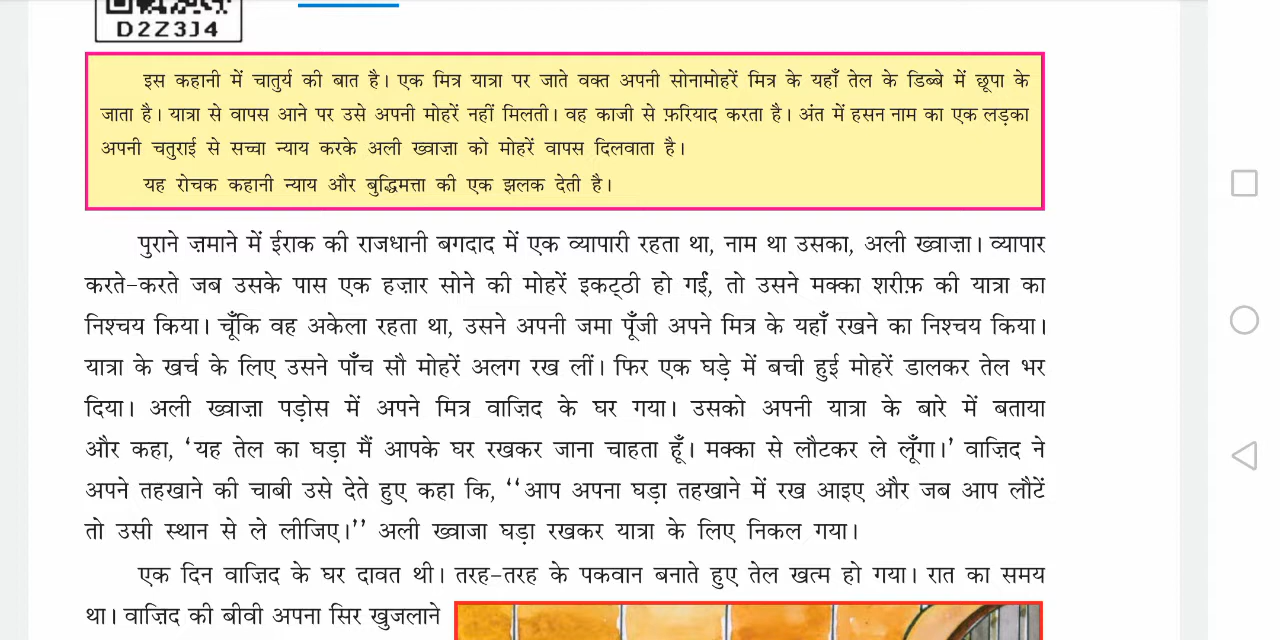 D2Z3J4
इस कहानी में चातुर्य की बात है। एक मित्र यात्रा पर जाते वक्त अपनी सोनामोहरें मित्र के यहाँ तेल के डिब्बे में छूपा के
जाता है। यात्रा से वापस आने पर उसे अपनी मोहरें नहीं मिलती। वह काजी से फ़रियाद करता है। अंत में हसन नाम का एक लड़का
अपनी चतुराई से सच्चा न्याय करके अली ख्वाज़ा को मोहरें वापस दिलवाता है।
यह रोचक कहानी न्याय और बुद्धिमत्ता की एक झलक देती है।
पुराने ज़माने में ईराक की राजधानी बगदाद में एक व्यापारी रहता था, नाम था उसका, अली ख्वाज़ा। व्यापार
करते-करते जब उसके पास एक हज़ार सोने की मोहरें इकट्ठी हो गईं, तो उसने मक्का शरीफ़ की यात्रा का
निश्चय किया। चूँकि वह अकेला रहता था, उसने अपनी जमा पूँजी अपने मित्र के यहाँ रखने का निश्चय किया।
यात्रा के खर्च के लिए उसने पाँच सौ मोहरें अलग रख लीं। फिर एक घड़े में बची हुई मोहरें डालकर तेल भर
दिया। अली ख्वाज़ा पड़ोस में अपने मित्र वाज़िद के घर गया। उसको अपनी यात्रा के बारे में बताया
और कहा, ‘यह तेल का घड़ा मैं आपके घर रखकर जाना चाहता हूँ। मक्का से लौटकर ले लूँगा।’ वाज़िद ने
अपने तहखाने की चाबी उसे देते हुए कहा कि, ‘‘आप अपना घड़ा तहखाने में रख आइए और जब आप लौटें
तो उसी स्थान से ले लीजिए।’’ अली ख्वाजा घड़ा रखकर यात्रा के लिए निकल गया।
एक दिन वाज़िद के घर दावत थी। तरह-तरह के पकवान बनाते हुए तेल खत्म हो गया। रात का समय
था। वाज़िद की बीवी अपना सिर खुजलाने